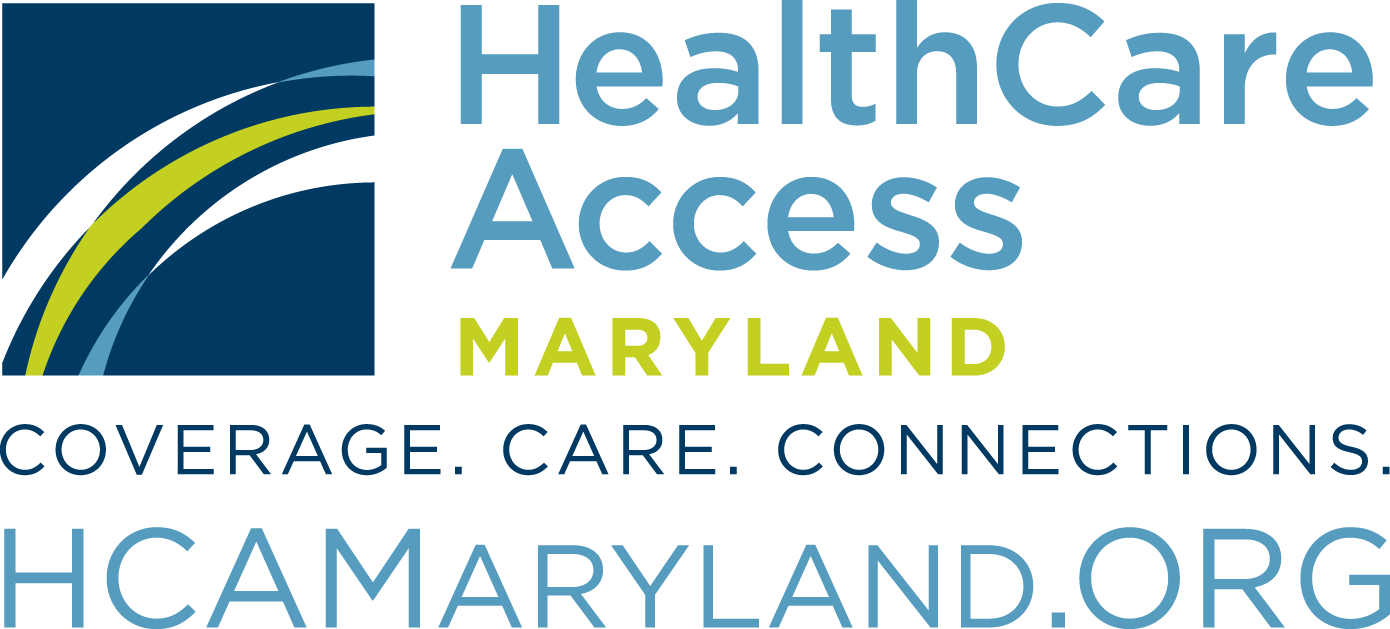 HealthCare
Access
MARYLAND
COVERAGE. CARE. CONNECTIONS.
HCAMARYLAND.ORG